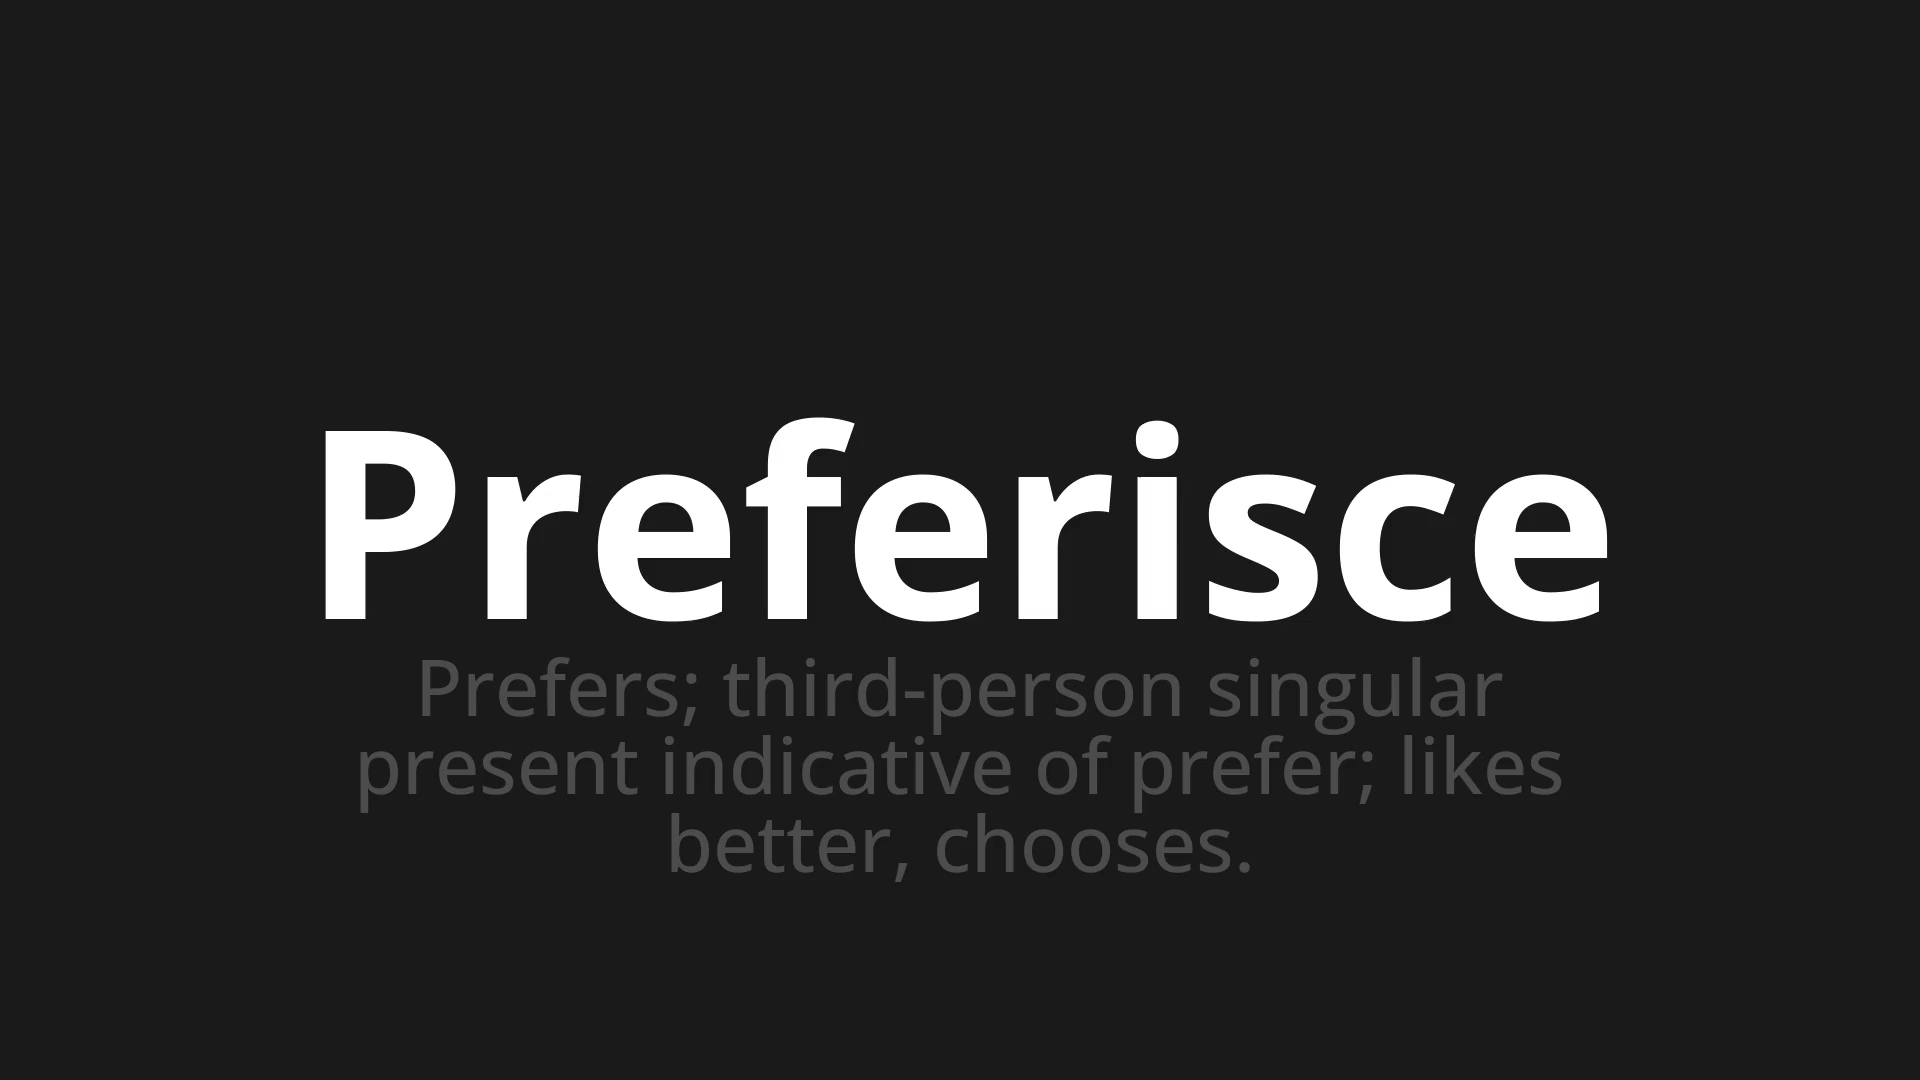 Preferisce
Prefers; third-person singular
present indicative of prefer; likes
better, chooses.